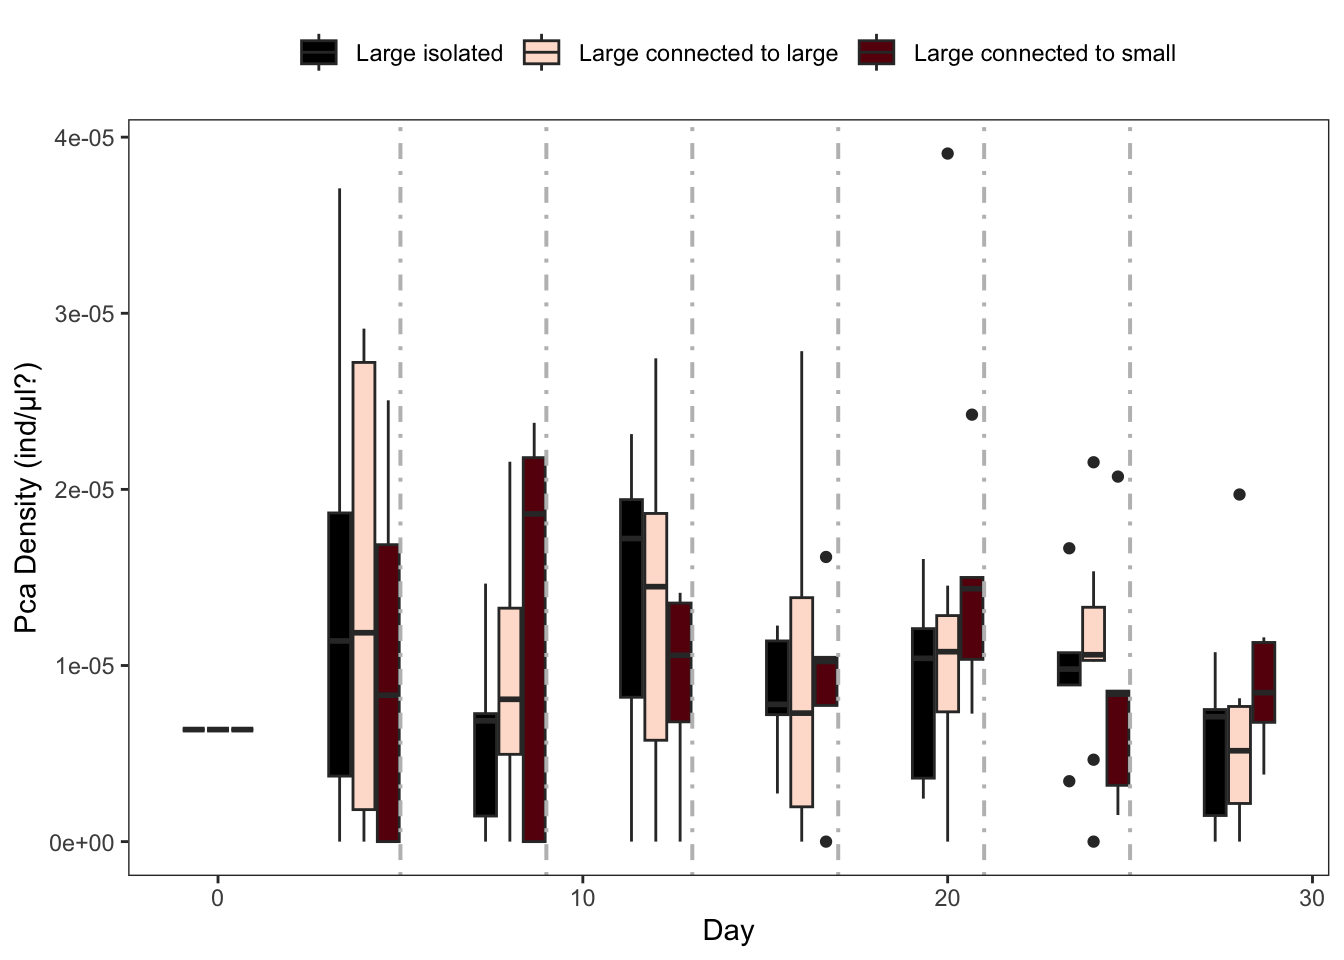 Large isolated Large connected to large Large connected to small
4e-05
3e-05
2e-05
1e-05
0e+00
Pca Density (ind/μl?)
0 10 20 30
Day